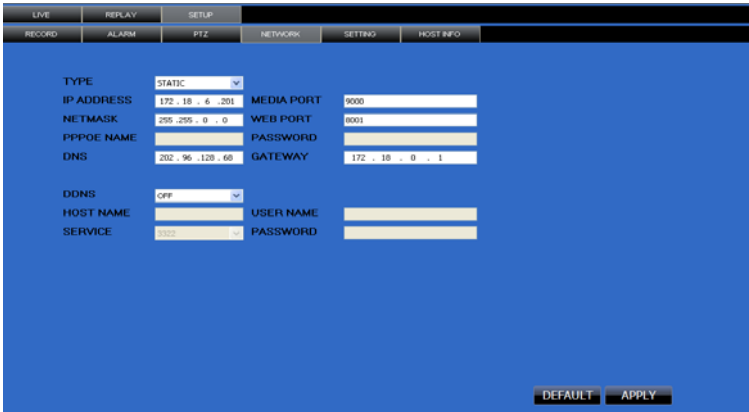 LIVE REPLAY SETUP
RECORD ALARM PTZ NETWORK SETTING HOST INFO
TYPE STATIC
IP ADDRESS 172 . 18 . 6 .201 MEDIA PORT 9000
NETMASK 255 .255 . 0 . 0 WEB PORT 8001
PPPOE NAME PASSWORD
DNS 202 . 96 .128 . 68 GATEWAY 172 . 18 . 0 . 1
DDNS OFF
HOST NAME USER NAME
SERVICE 3322 PASSWORD
DEFAULT APPLY